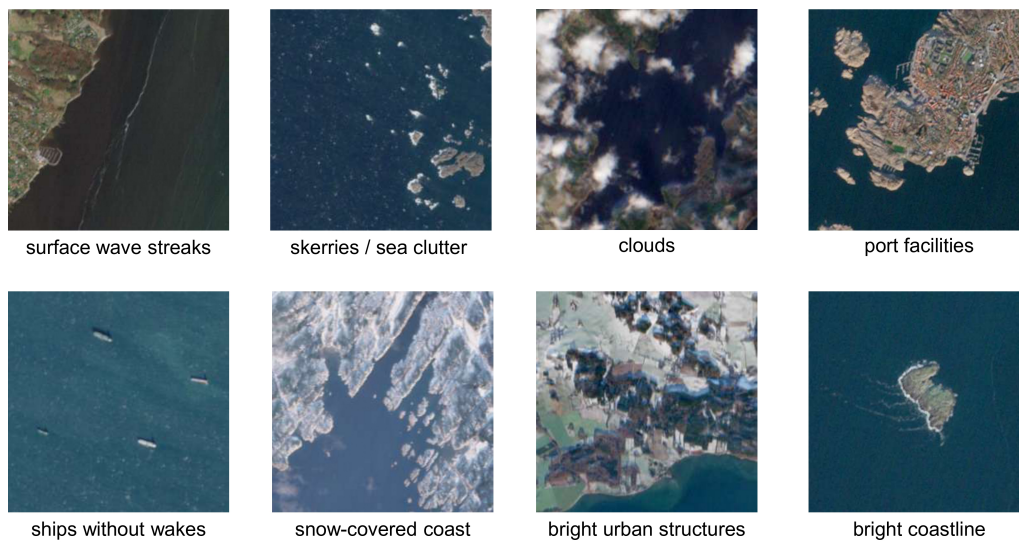 surface wave streaks
skerries / sea clutter
clouds
port facilities
ships without wakes
snow-covered coast
bright urban structures
bright coastline